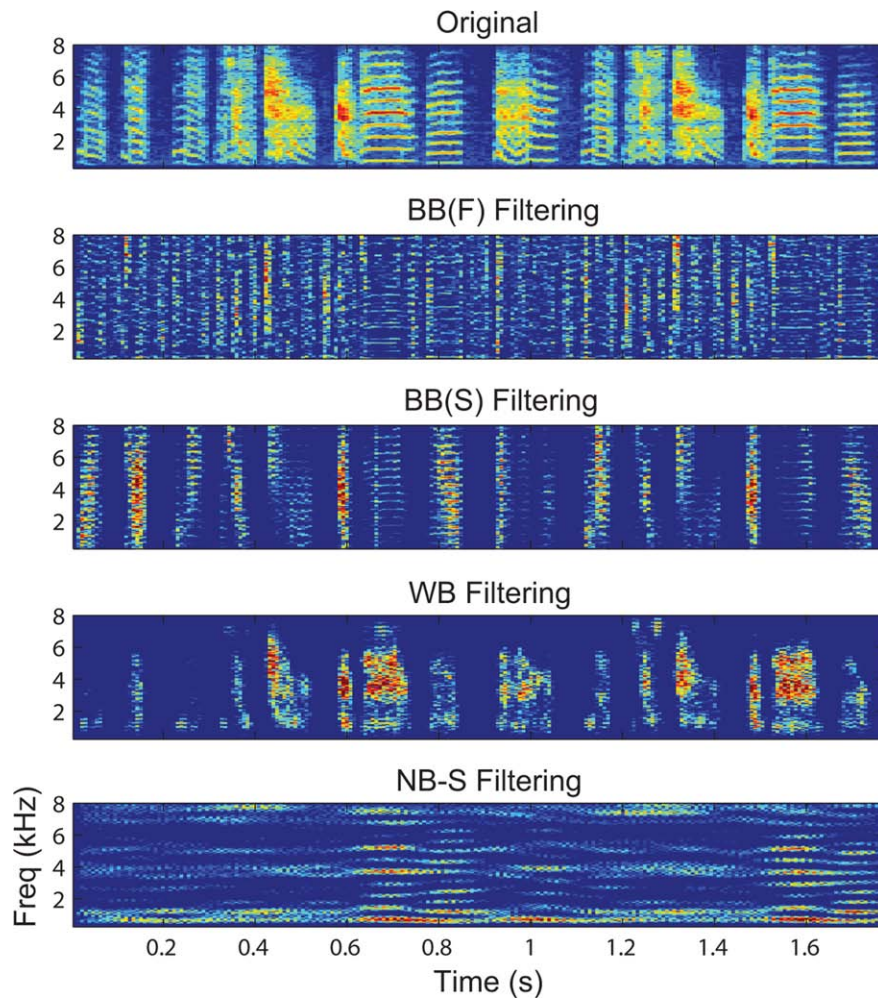 Original
8
6
4
2
BB(F) Filtering
8
6
4
2
BB(S) Filtering
8
6
4
2
WB Filtering
8
6
4
2
NB-S Filtering
8
6
4
2
Freq (kHz)
0.2 0.4 0.6 0.8 1 1.2 1.4 1.6
Time (s)